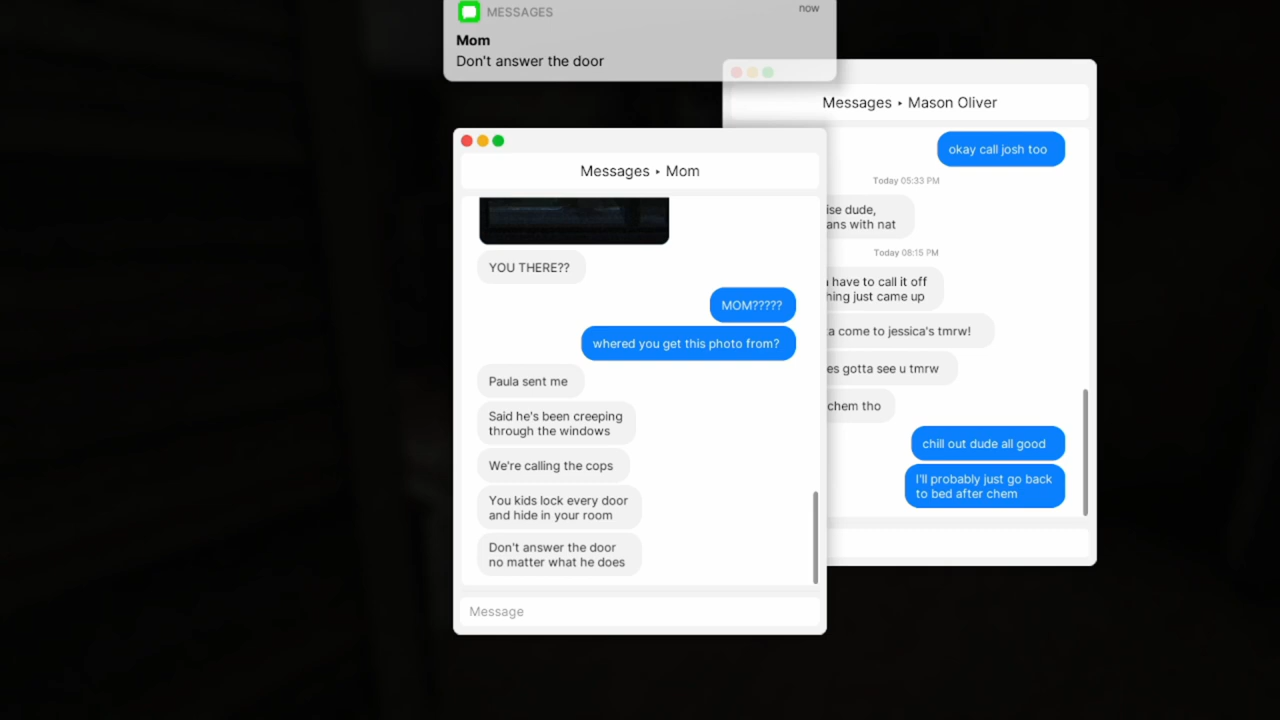 MESSAGES
now
Mom
Don't answer the door
Messages ‣ Mom
YOU THERE??
MOM?????
whered you get this photo from?
Paula sent me
Said he's been creeping
through the windows
We're calling the cops
You kids lock every door
and hide in your room
Don't answer the door
no matter what he does
Message
Messages ‣ Mason Oliver
okay call josh too
Today 05:33 PM
dude,
with nat
Today 08:15 PM
have to call it off
just came up
come to jessica's tmrw!
gotta see u tmrw
chem tho
chill out dude all good
I'll probably just go back
to bed after chem